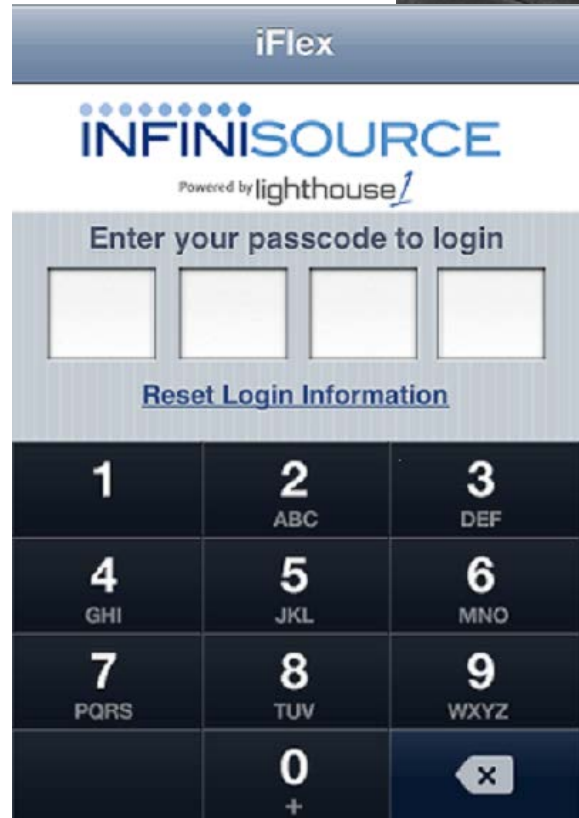 iFlex
INFINISOURCE
Powered by lighthouse1
Enter your passcode to login
Reset Login Information
1 2 3
ABC DEF
4 5 6
GHI JKL MNO
7 8 9
PQRS TUV WXYZ
0
+